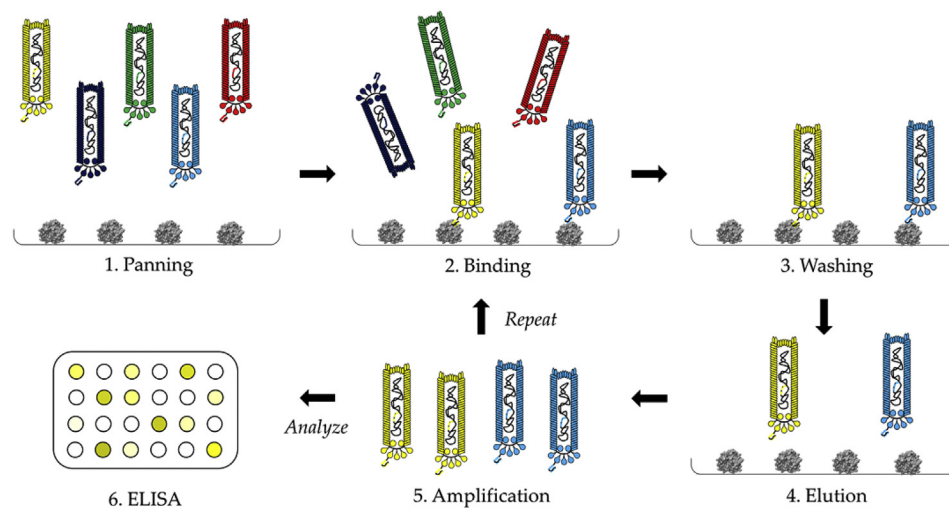 1. Panning
2. Binding
3. Washing
Repeat
Analyze
6. ELISA
5. Amplification
4. Elution